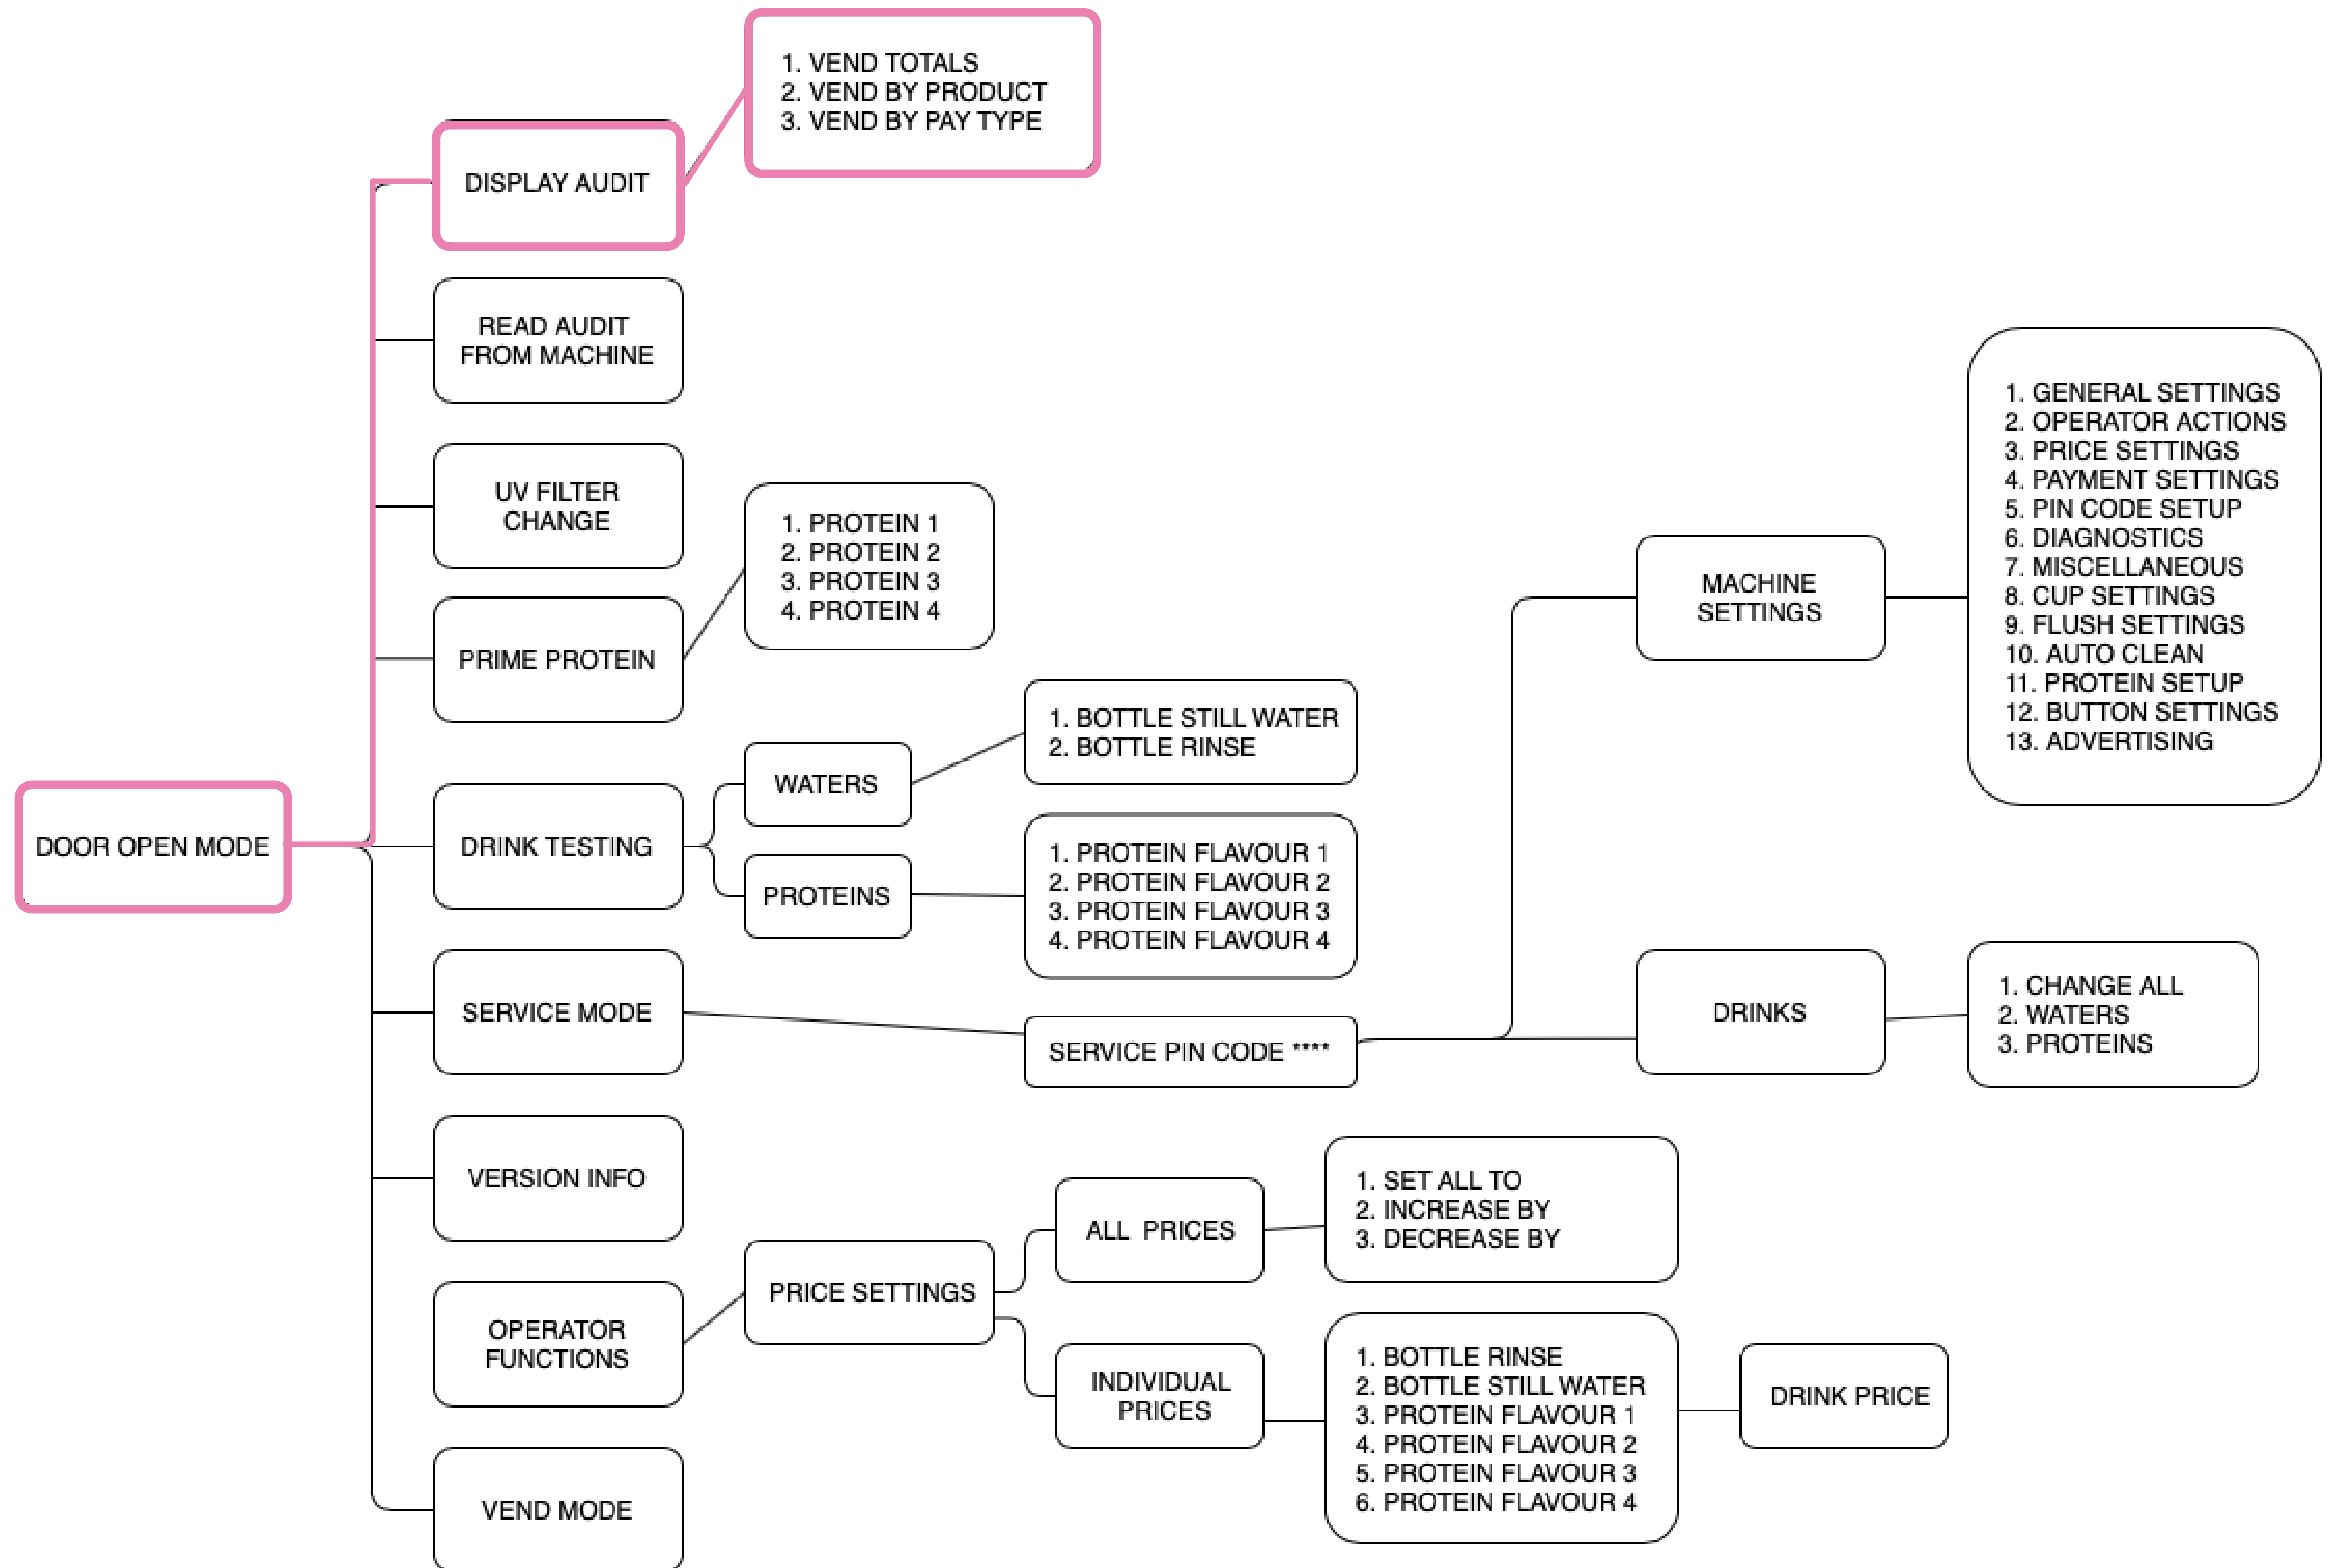 1. VEND TOTALS
2. VEND BY PRODUCT
3. VEND BY PAY TYPE
DISPLAY AUDIT
READ AUDIT
FROM MACHINE
UV FILTER
CHANGE
PRIME PROTEIN
1. PROTEIN 1
2. PROTEIN 2
3. PROTEIN 3
4. PROTEIN 4
DOOR OPEN MODE
DRINK TESTING
WATERS
1. BOTTLE STILL WATER
2. BOTTLE RINSE
PROTEINS
1. PROTEIN FLAVOUR 1
2. PROTEIN FLAVOUR 2
3. PROTEIN FLAVOUR 3
4. PROTEIN FLAVOUR 4
SERVICE MODE
SERVICE PIN CODE ****
MACHINE
SETTINGS
1. GENERAL SETTINGS
2. OPERATOR ACTIONS
3. PRICE SETTINGS
4. PAYMENT SETTINGS
5. PIN CODE SETUP
6. DIAGNOSTICS
7. MISCELLANEOUS
8. CUP SETTINGS
9. FLUSH SETTINGS
10. AUTO CLEAN
11. PROTEIN SETUP
12. BUTTON SETTINGS
13. ADVERTISING
DRINKS
1. CHANGE ALL
2. WATERS
3. PROTEINS
VERSION INFO
OPERATOR
FUNCTIONS
PRICE SETTINGS
ALL PRICES
1. SET ALL TO
2. INCREASE BY
3. DECREASE BY
INDIVIDUAL
PRICES
1. BOTTLE RINSE
2. BOTTLE STILL WATER
3. PROTEIN FLAVOUR 1
4. PROTEIN FLAVOUR 2
5. PROTEIN FLAVOUR 3
6. PROTEIN FLAVOUR 4
DRINK PRICE
VEND MODE